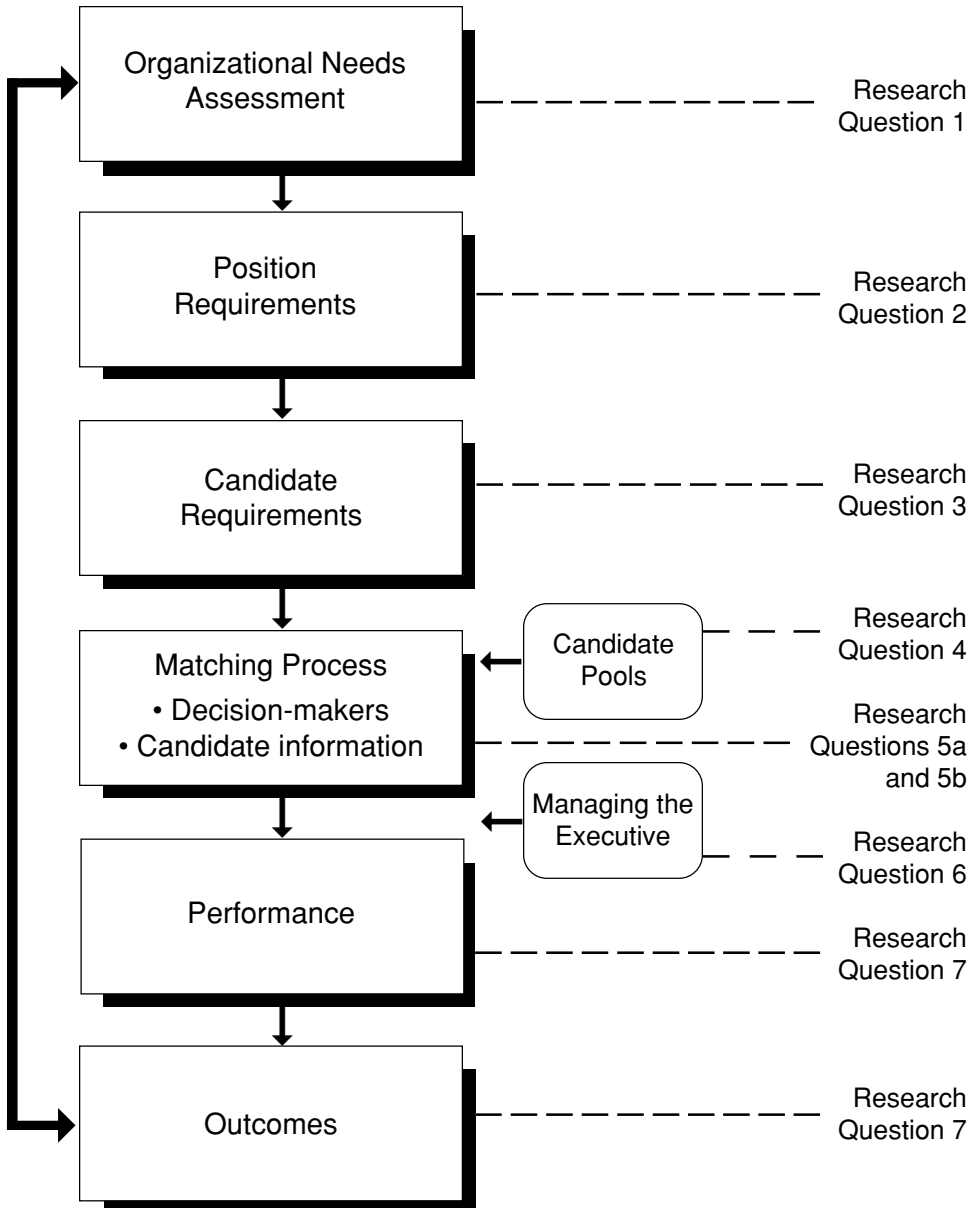 Organizational Needs
Assessment
Research
Question 1
Position
Requirements
Research
Question 2
Candidate
Requirements
Research
Question 3
Matching Process
• Decision-makers
• Candidate information
Candidate
Pools
Research
Question 4
Research
Questions 5a
and 5b
Managing the
Executive
Research
Question 6
Performance
Research
Question 7
Outcomes
Research
Question 7